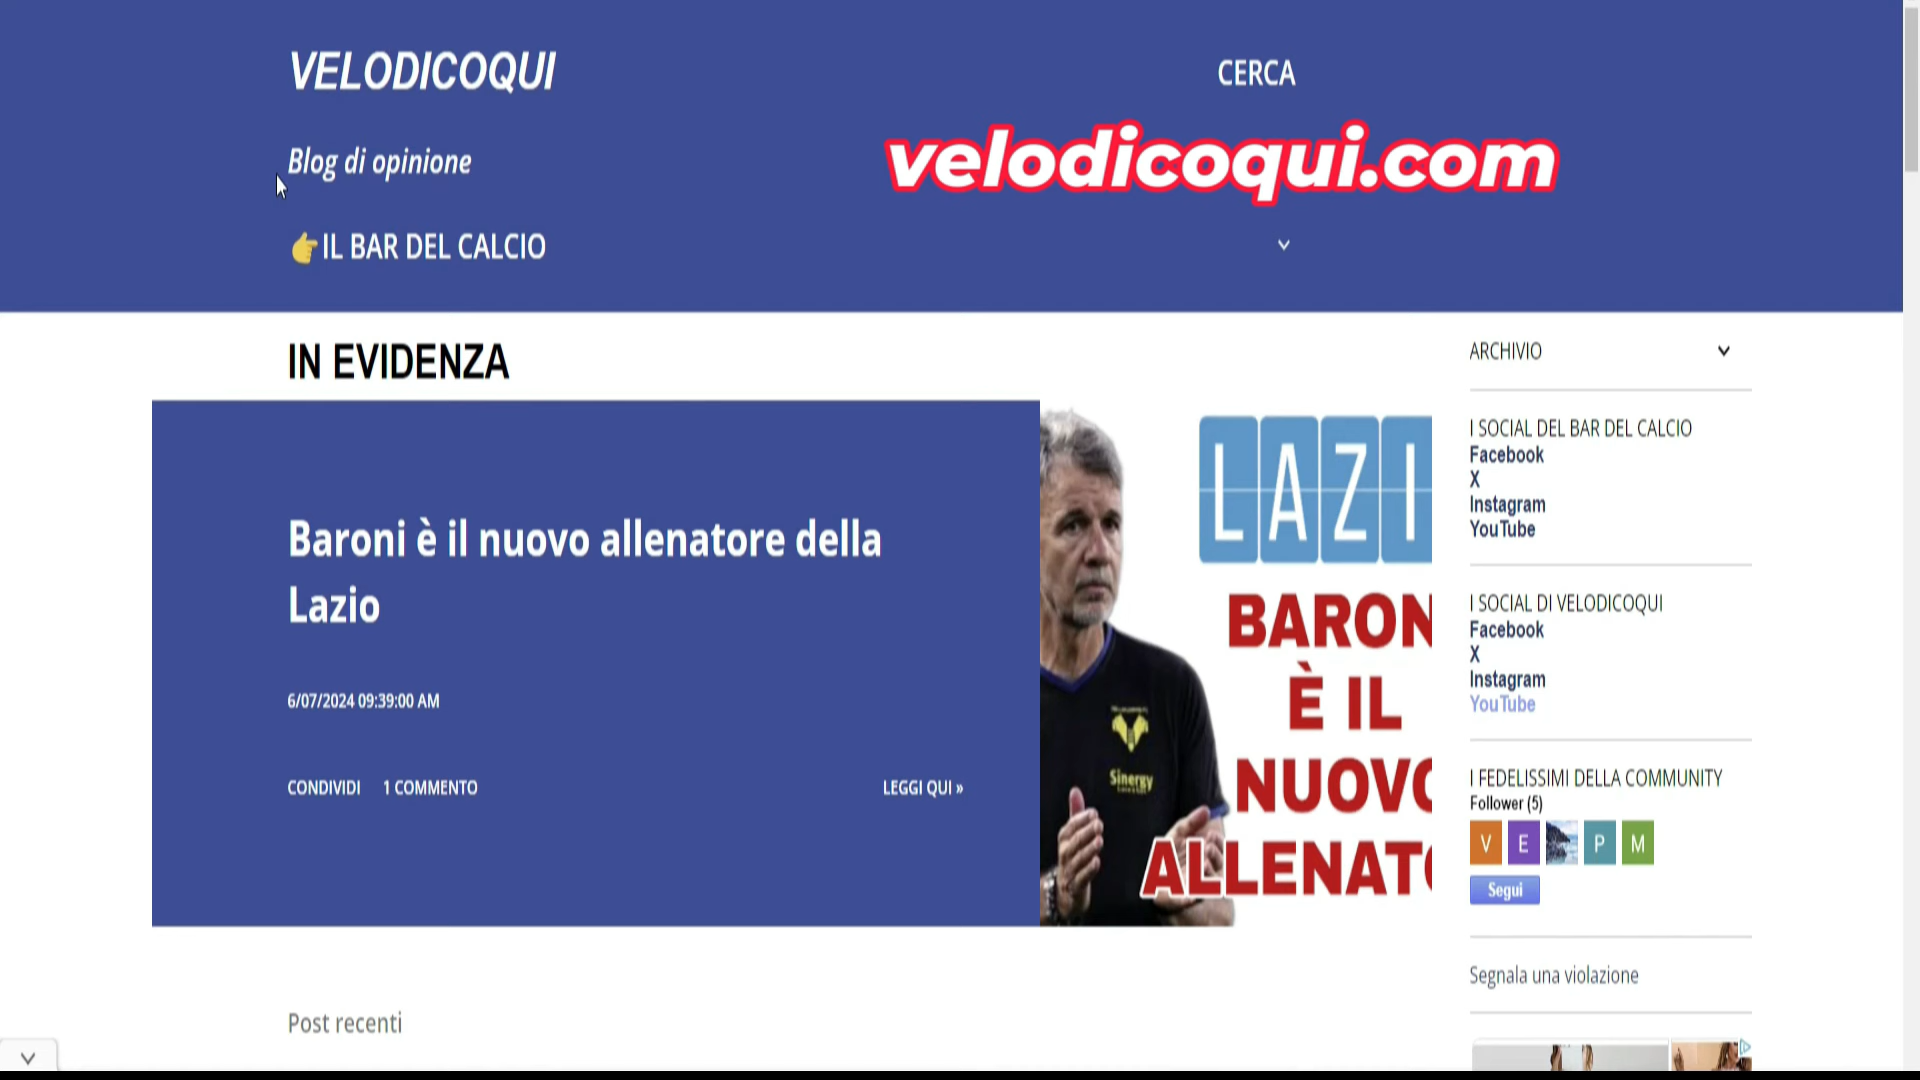 VELODICOQUI
CERCA
velodicoqui.com
Blog di opinione
👉IL BAR DEL CALCIO
IN EVIDENZA
Baroni è il nuovo allenatore della
Lazio
6/07/2024 09:39:00 AM
CONDIVIDI 1 COMMENTO LEGGI QUI »
LAZI
BARON
È IL
NUOVO
ALLENATO
Sinergy
ARCHIVIO
I SOCIAL DEL BAR DEL CALCIO
Facebook
X
Instagram
YouTube
I SOCIAL DI VELODICOQUI
Facebook
X
Instagram
YouTube
I FEDELISSIMI DELLA COMMUNITY
Follower (5)
V E P M
Segui
Segnala una violazione
Post recenti